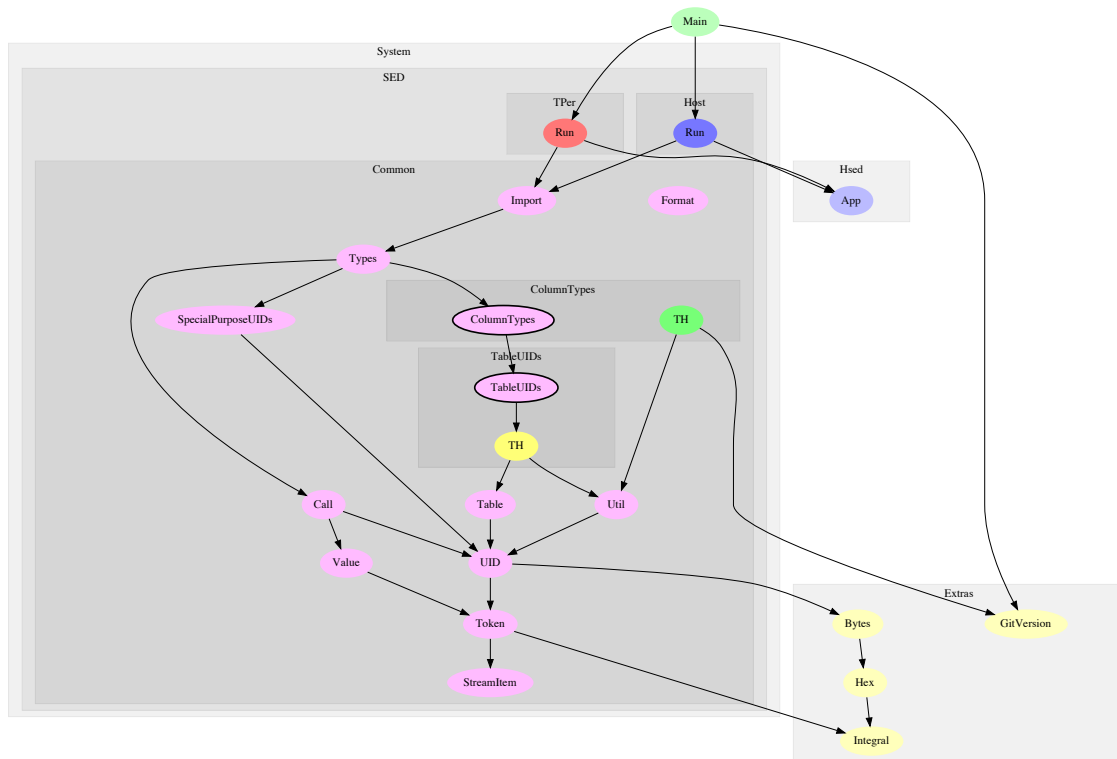 Main
System
SED
TPer
Host
Run
Run
Common
Hsed
Import
Format
App
Types
ColumnTypes
SpecialPurposeUIDs
ColumnTypes
TH
TableUIDs
TableUIDs
TH
Call
Table
Util
Value
UID
Extras
Token
Bytes
GitVersion
StreamItem
Hex
Integral